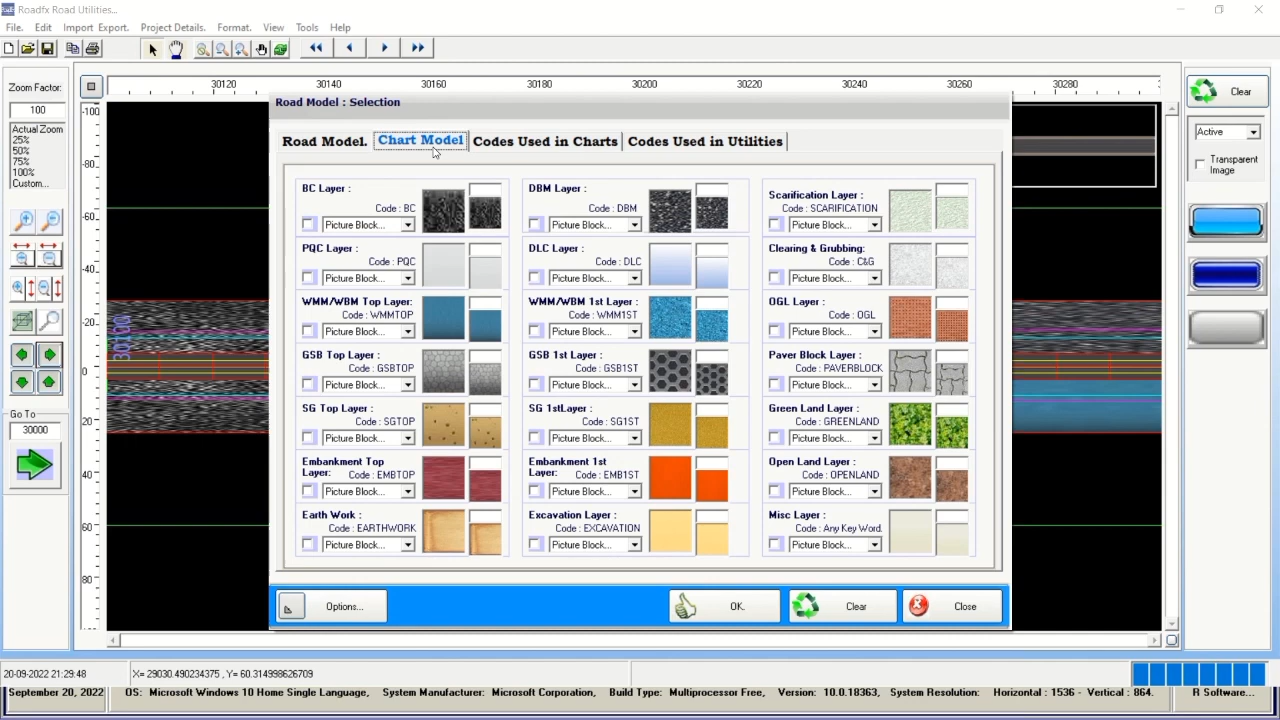 Roadfx Road Utilities...
File. Edit Import Export. Project Details. Format. View Tools Help
Zoom Factor:
100
Actual Zoom
25%
50%
75%
100%
Custom...
Go To
30000
30120 30140 30160 30180 30200 30220 30240 30260 30280
-100
-80
-60
-40
-20
0
20
40
60
80
30100
Road Model : Selection
Road Model. Chart Model Codes Used in Charts Codes Used in Utilities
BC Layer :
Code : BC
Picture Block...
DBM Layer :
Code : DBM
Picture Block...
Scarification Layer :
Code : SCARIFICATION
Picture Block...
PQC Layer :
Code : PQC
Picture Block...
DLC Layer :
Code : DLC
Picture Block...
Clearing & Grubbing:
Code : C&G
Picture Block...
WMM/WBM Top Layer:
Code : WMMTOP
Picture Block...
WMM/WBM 1st Layer :
Code : WMM1ST
Picture Block...
OGL Layer :
Code : OGL
Picture Block...
GSB Top Layer :
Code : GSBTOP
Picture Block...
GSB 1st Layer :
Code : GSB1ST
Picture Block...
Paver Block Layer :
Code : PAVERBLOCK
Picture Block...
SG Top Layer :
Code : SGTOP
Picture Block...
SG 1stLayer :
Code : SG1ST
Picture Block...
Green Land Layer :
Code : GREENLAND
Picture Block...
Embankment Top
Layer: Code : EMBTOP
Picture Block...
Embankment 1st
Layer: Code : EMB1ST
Picture Block...
Open Land Layer :
Code : OPENLAND
Picture Block...
Earth Work :
Code : EARTHWORK
Picture Block...
Excavation Layer :
Code : EXCAVATION
Picture Block...
Misc Layer :
Code : Any Key Word.
Picture Block...
Options... OK. Clear Close
Clear
Active
Transparent
Image
20-09-2022 21:29:48 X= 29030.490234375 , Y= 60.314998626709
September 20, 2022 OS: Microsoft Windows 10 Home Single Language, System Manufacturer: Microsoft Corporation, Build Type: Multiprocessor Free, Version: 10.0.18363, System Resolution: Horizontal : 1536 - Vertical : 864. R Software...